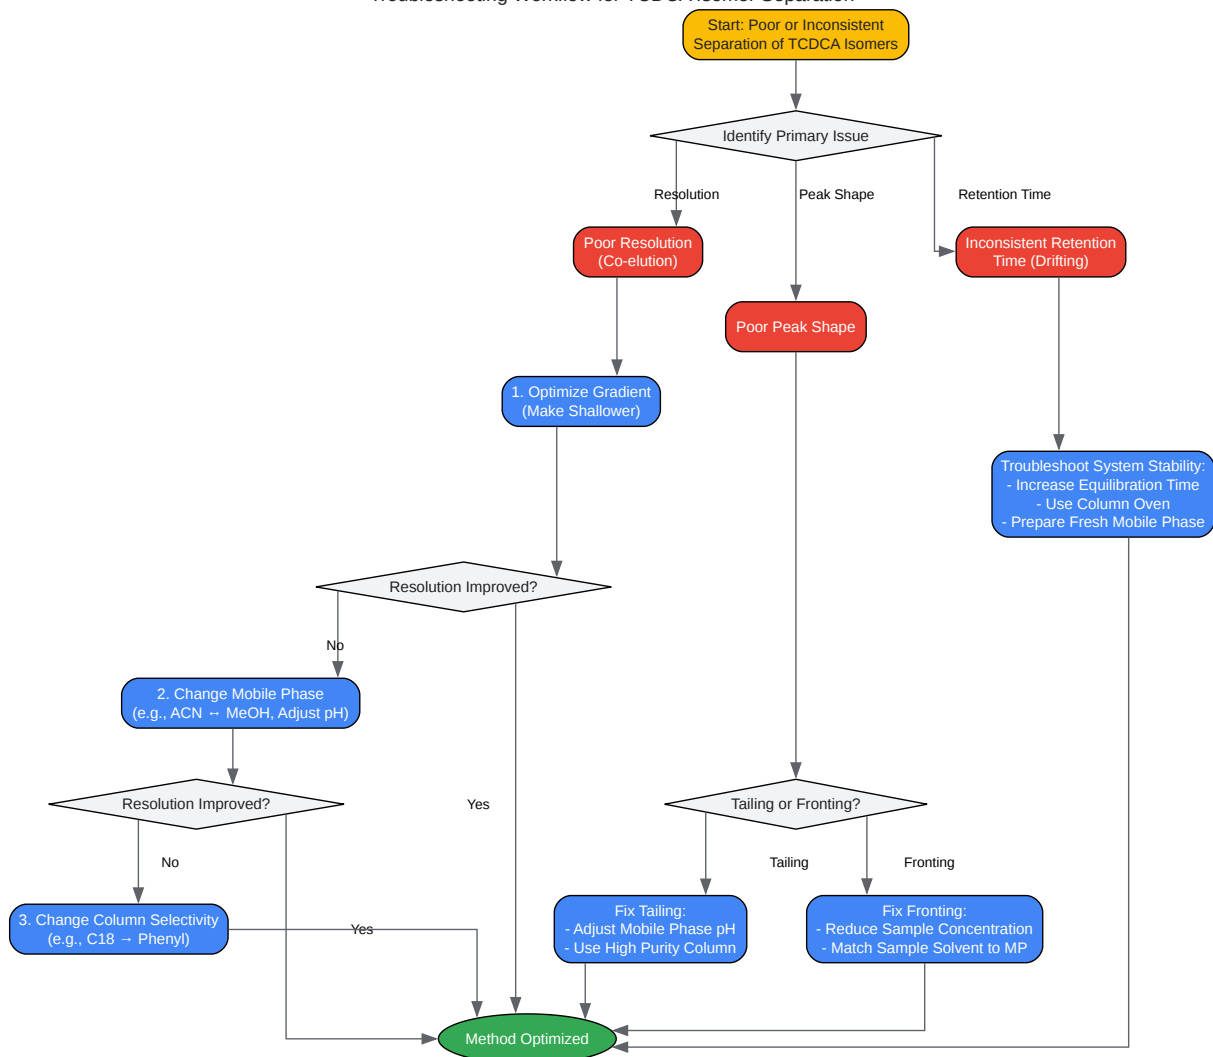 Start: Poor or Inconsistent
Separation of TCDCA Isomers
Identify Primary Issue
Resolution
Peak Shape
Retention Time
Poor Resolution
(Co-elution)
Inconsistent Retention
Time (Drifting)
Poor Peak Shape
1. Optimize Gradient
(Make Shallower)
Troubleshoot System Stability:
- Increase Equilibration Time
- Use Column Oven
- Prepare Fresh Mobile Phase
Resolution Improved?
No
2. Change Mobile Phase
(e.g., ACN ↔ MeOH, Adjust pH)
Resolution Improved?
Yes
Tailing or Fronting?
No
Tailing
Fronting
3. Change Column Selectivity
(e.g., C18 → Phenyl)
Yes
Fix Tailing:
- Adjust Mobile Phase pH
- Use High Purity Column
Fix Fronting:
- Reduce Sample Concentration
- Match Sample Solvent to MP
Method Optimized